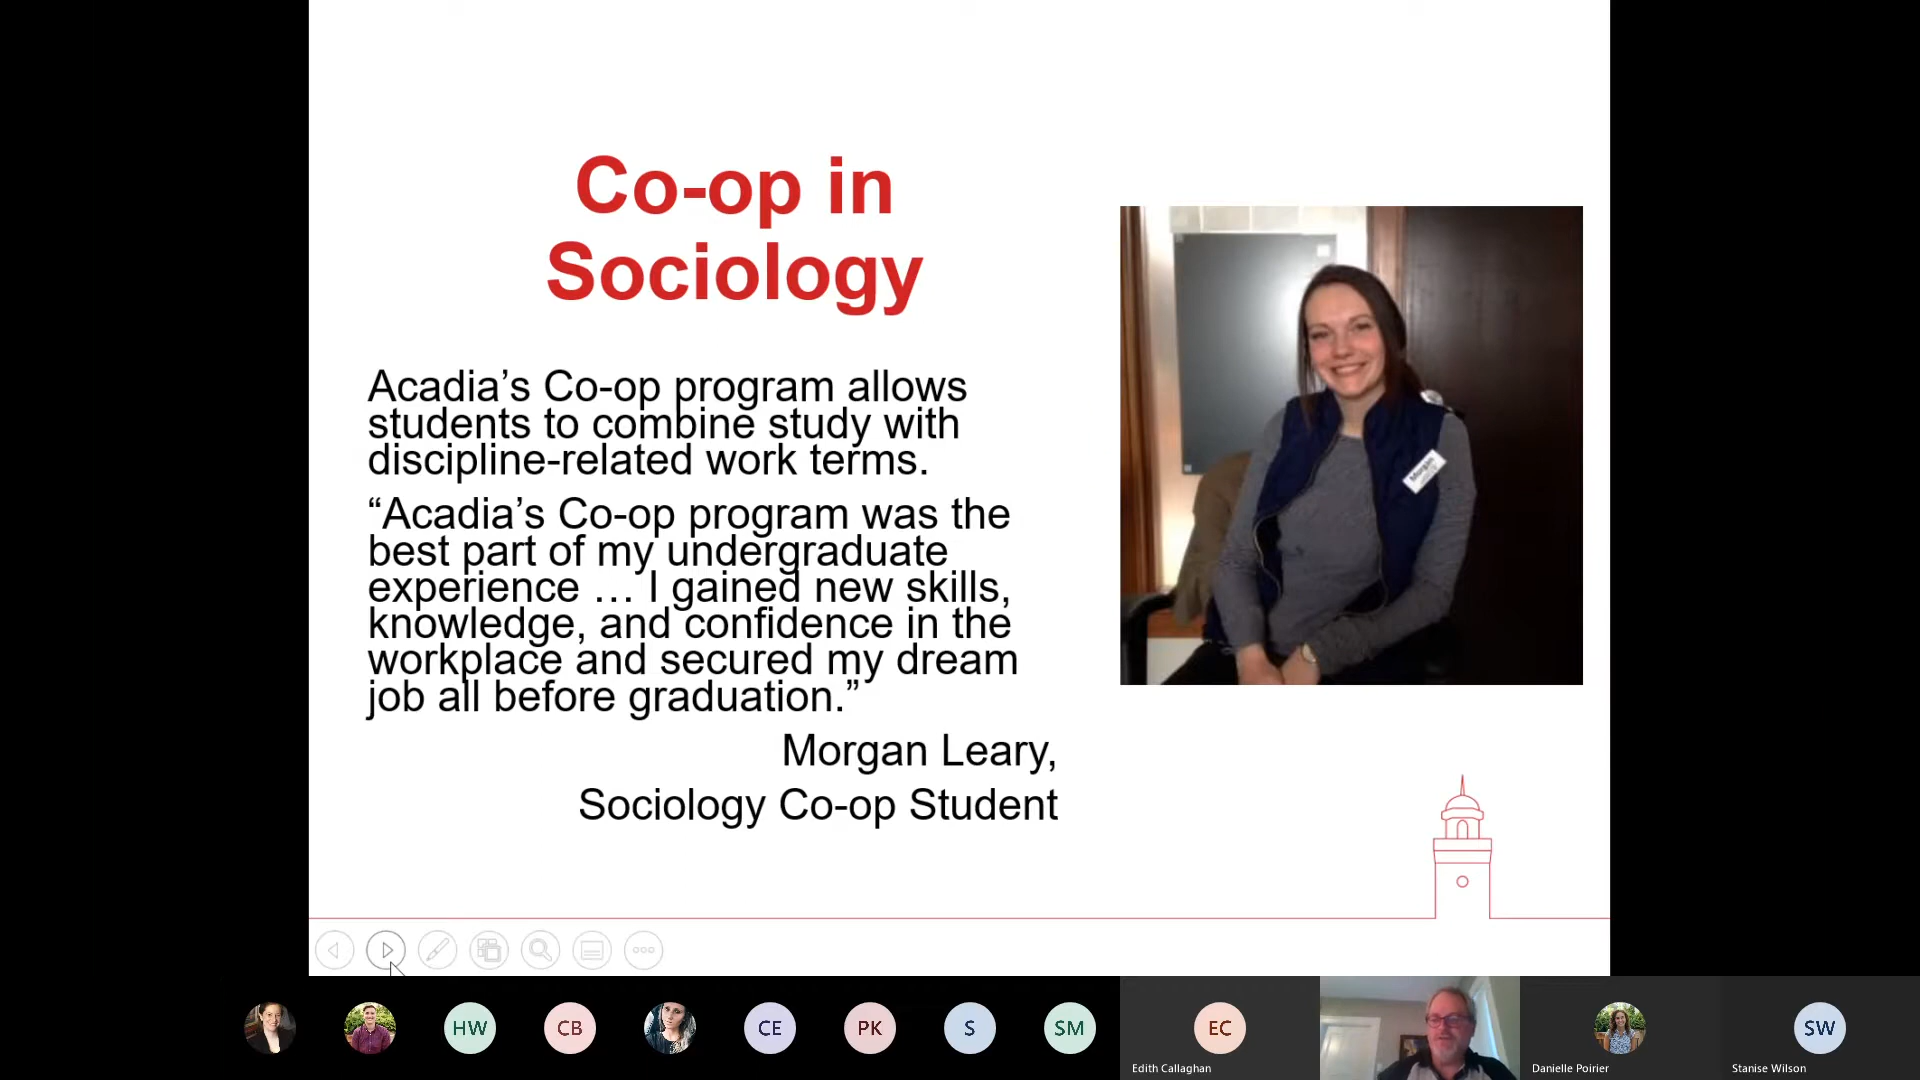 Co-op in
Sociology
Acadia’s Co-op program allows
students to combine study with
discipline-related work terms.
“Acadia’s Co-op program was the
best part of my undergraduate
experience … I gained new skills,
knowledge, and confidence in the
workplace and secured my dream
job all before graduation.”
Morgan Leary,
Sociology Co-op Student
Morgan
HW
CB
CE
PK
S
SM
EC
SW
Edith Callaghan
Danielle Poirier
Stanise Wilson